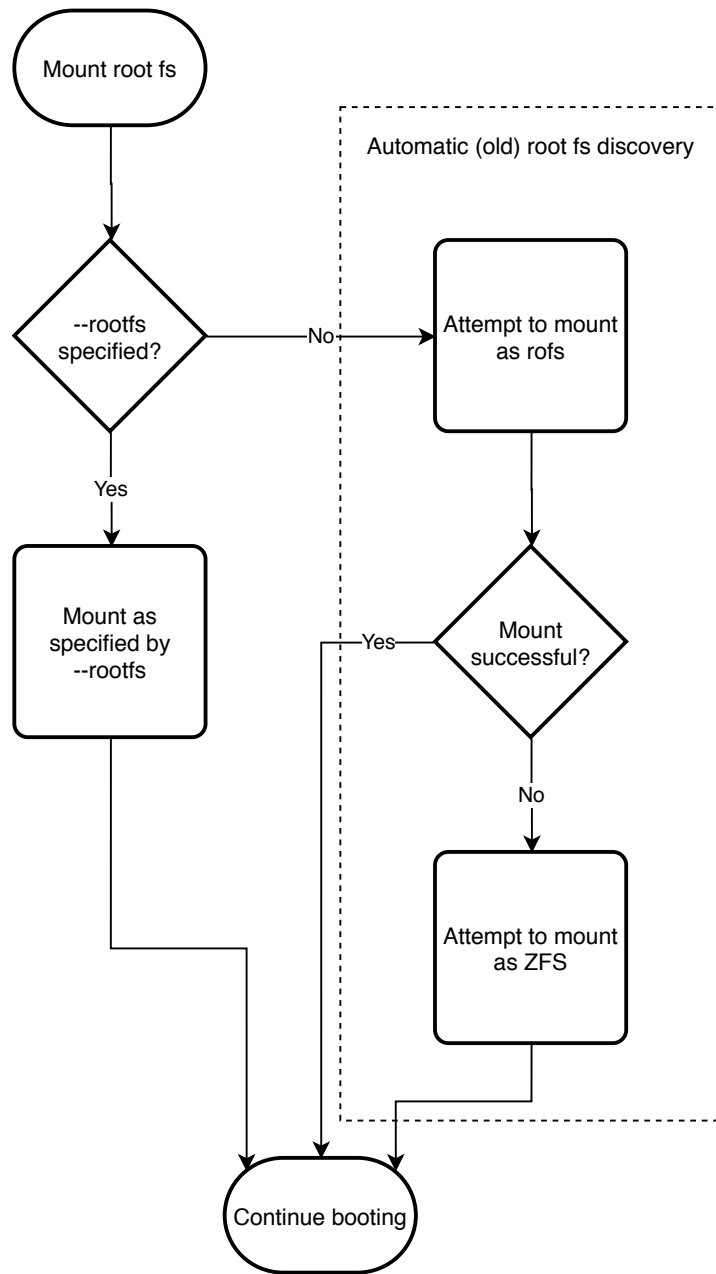 Mount root fs
Automatic (old) root fs discovery
--rootfs
specified?
No
Attempt to mount
as rofs
Yes
Mount as
specified by
--rootfs
Yes
Mount
successful?
No
Attempt to mount
as ZFS
Continue booting